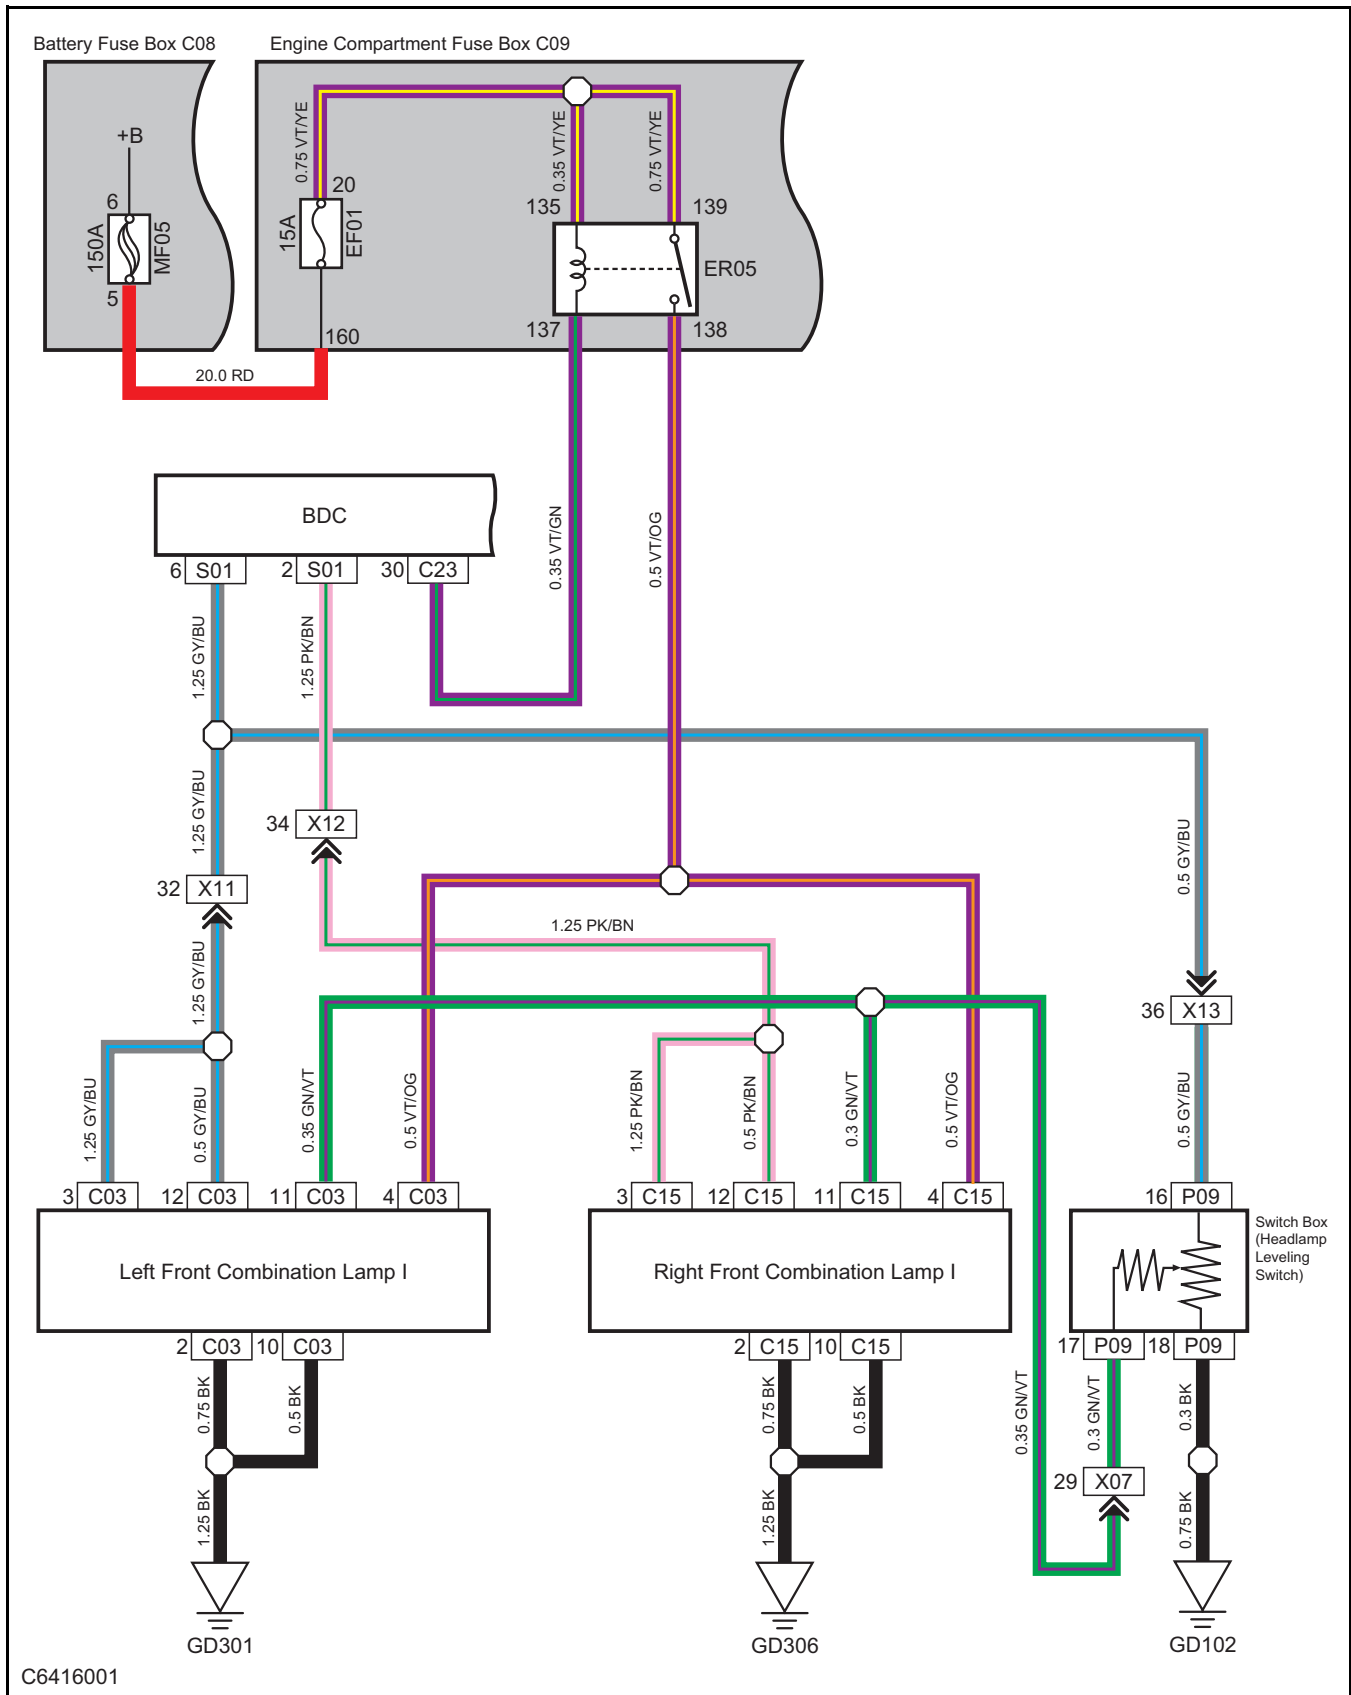 Battery Fuse Box C08
Engine Compartment Fuse Box C09
+B
6
150A
MF05
5
20.0 RD
0.75 VT/YE
20
15A
EF01
160
0.35 VT/YE
0.75 VT/YE
135
139
ER05
137
138
BDC
6 S01
2 S01
30 C23
0.35 VT/GN
0.5 VT/OG
1.25 GY/BU
1.25 PK/BN
1.25 GY/BU
34 X12
32 X11
0.5 GY/BU
1.25 PK/BN
1.25 GY/BU
36 X13
1.25 GY/BU
0.5 GY/BU
0.35 GN/VT
0.5 VT/OG
1.25 PK/BN
0.5 PK/BN
0.3 GN/VT
0.5 VT/OG
0.5 GY/BU
3 C03
12 C03
11 C03
4 C03
3 C15
12 C15
11 C15
4 C15
16 P09
Left Front Combination Lamp I
Right Front Combination Lamp I
Switch Box
(Headlamp
Leveling
Switch)
2 C03
10 C03
2 C15
10 C15
17 P09
18 P09
0.75 BK
0.5 BK
0.75 BK
0.5 BK
0.35 GN/VT
0.3 GN/VT
0.3 BK
29 X07
1.25 BK
1.25 BK
0.75 BK
GD301
GD306
GD102
C6416001